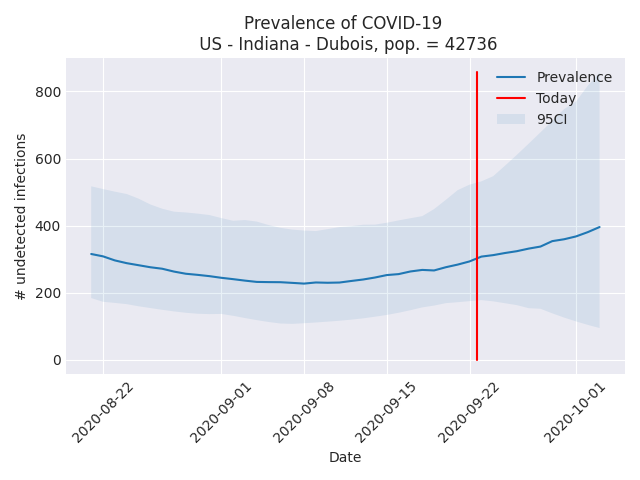 Prevalence of COVID-19
US - Indiana - Dubois, pop. = 42736
# undetected infections
800
600
400
200
0
Prevalence
Today
95CI
2020-08-22
2020-09-01
2020-09-08
2020-09-15
2020-09-22
2020-10-01
Date